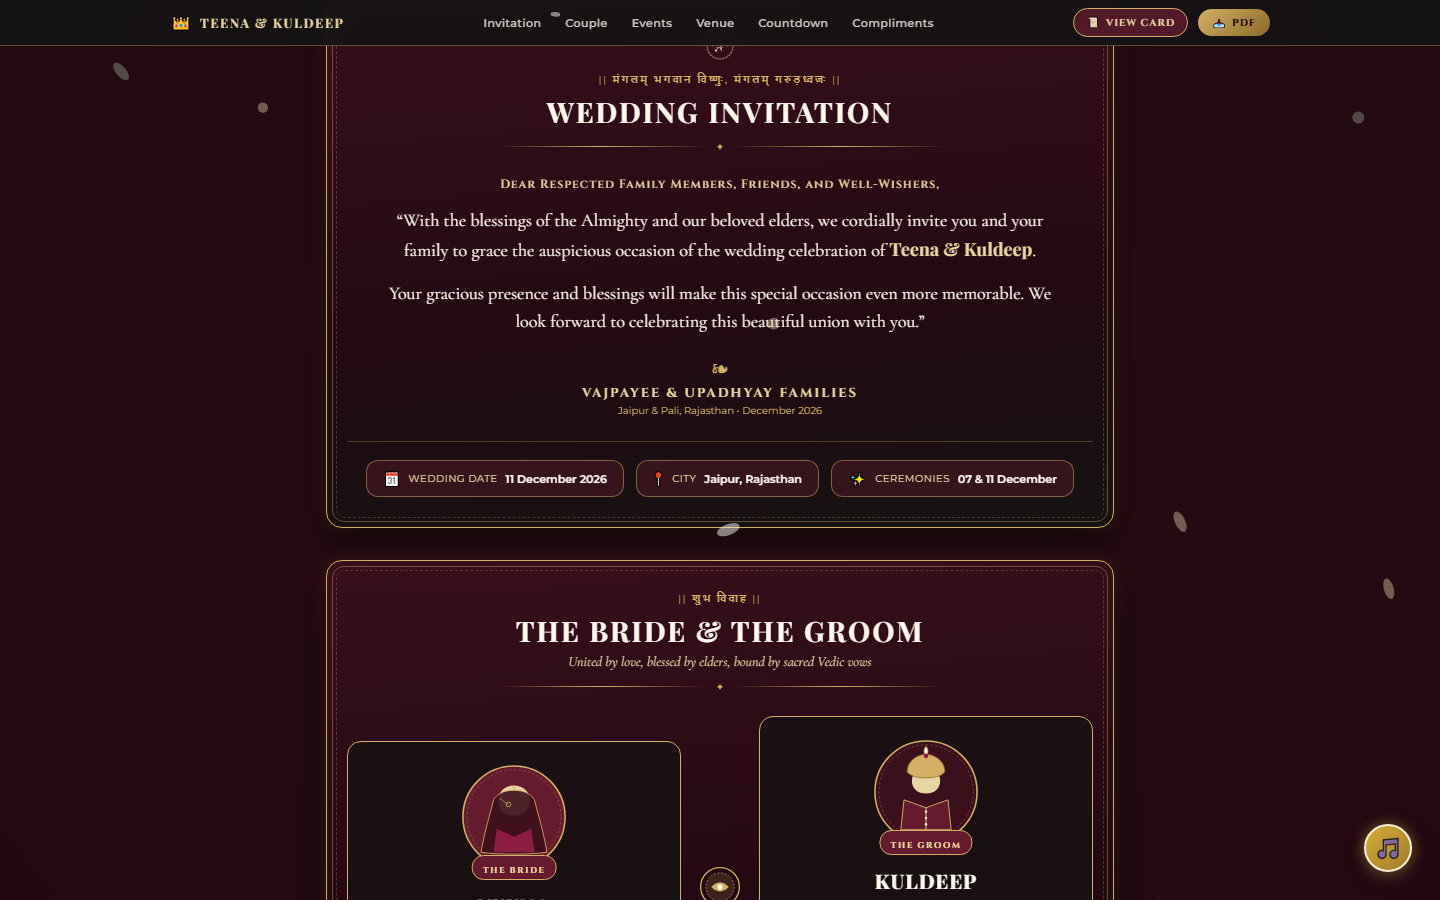 TEENA & KULDEEP
Invitation Couple Events Venue Countdown Compliments
VIEW CARD
PDF
|| मंगलम् भगवान विष्णुः, मंगलम् गरुड़ध्वजः ||
WEDDING INVITATION
DEAR RESPECTED FAMILY MEMBERS, FRIENDS, AND WELL-WISHERS,
“With the blessings of the Almighty and our beloved elders, we cordially invite you and your
family to grace the auspicious occasion of the wedding celebration of Teena & Kuldeep.
Your gracious presence and blessings will make this special occasion even more memorable. We
look forward to celebrating this beautiful union with you.”
VAJPAYEE & UPADHYAY FAMILIES
Jaipur & Pali, Rajasthan • December 2026
WEDDING DATE 11 December 2026
CITY Jaipur, Rajasthan
CEREMONIES 07 & 11 December
|| शुभ विवाह ||
THE BRIDE & THE GROOM
United by love, blessed by elders, bound by sacred Vedic vows
THE BRIDE
THE GROOM
KULDEEP